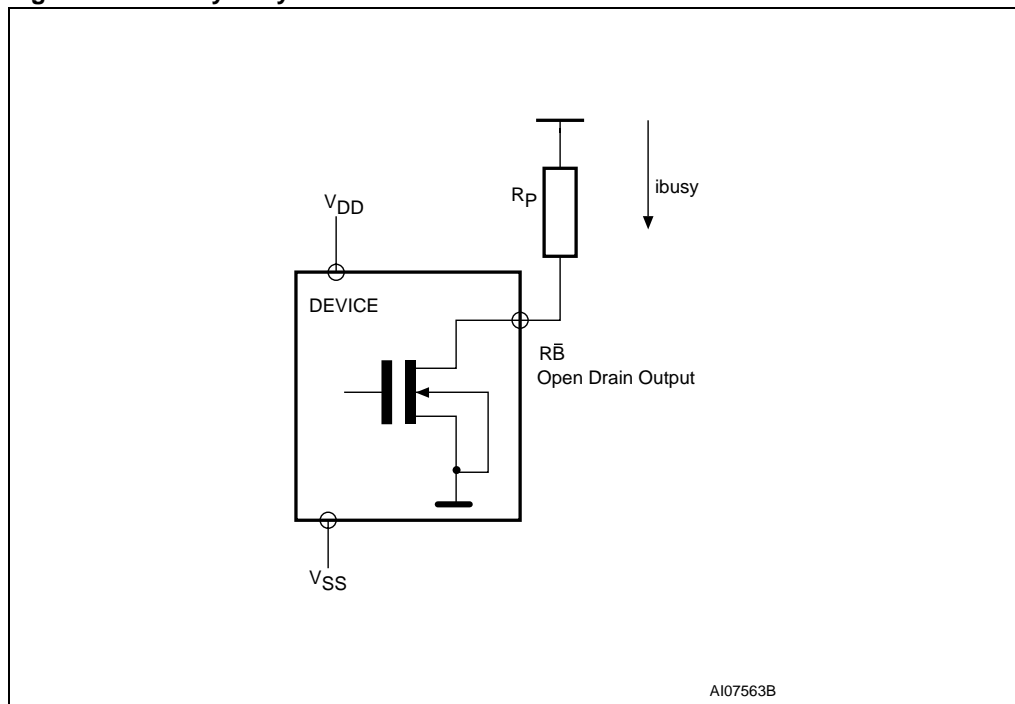 RP
ibusy
VDD
DEVICE
RB̅
Open Drain Output
VSS
AI07563B